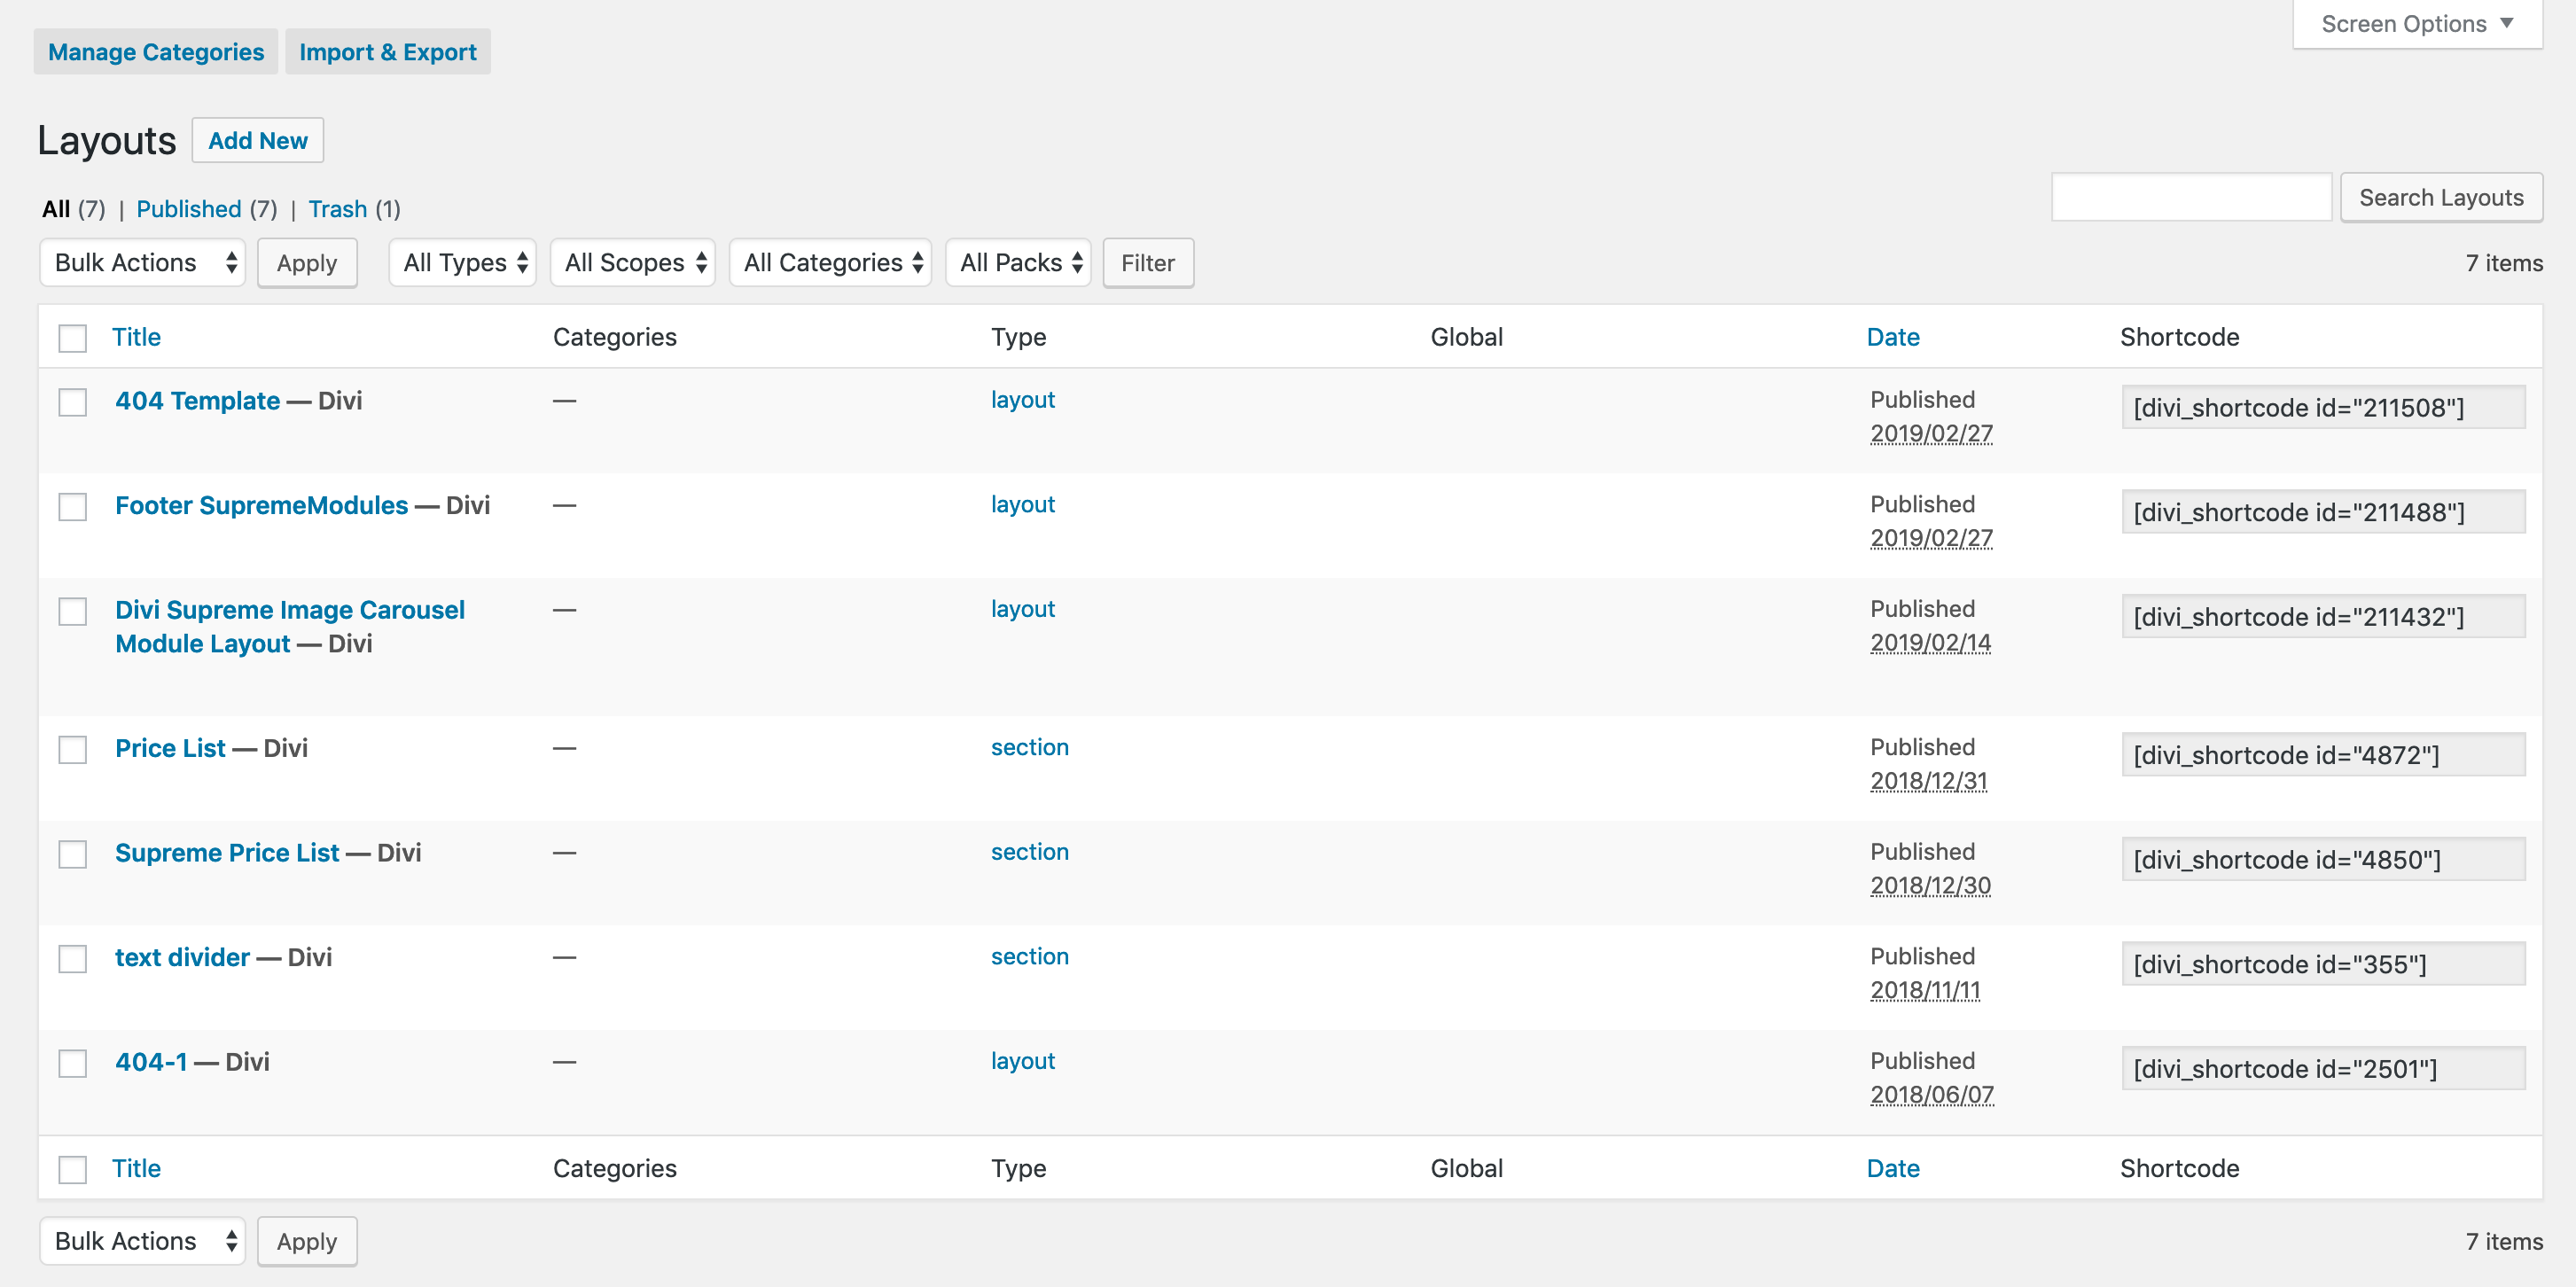 Screen Options
Manage Categories Import & Export
Layouts Add New
All (7) | Published (7) | Trash (1)
Search Layouts
Bulk Actions Apply All Types All Scopes All Categories All Packs Filter 7 items
Title Categories Type Global Date Shortcode
404 Template — Divi — layout Published [divi_shortcode id="211508"]
2019/02/27
Footer SupremeModules — Divi — layout Published [divi_shortcode id="211488"]
2019/02/27
Divi Supreme Image Carousel — layout Published [divi_shortcode id="211432"]
Module Layout — Divi 2019/02/14
Price List — Divi — section Published [divi_shortcode id="4872"]
2018/12/31
Supreme Price List — Divi — section Published [divi_shortcode id="4850"]
2018/12/30
text divider — Divi — section Published [divi_shortcode id="355"]
2018/11/11
404-1 — Divi — layout Published [divi_shortcode id="2501"]
2018/06/07
Title Categories Type Global Date Shortcode
Bulk Actions Apply 7 items